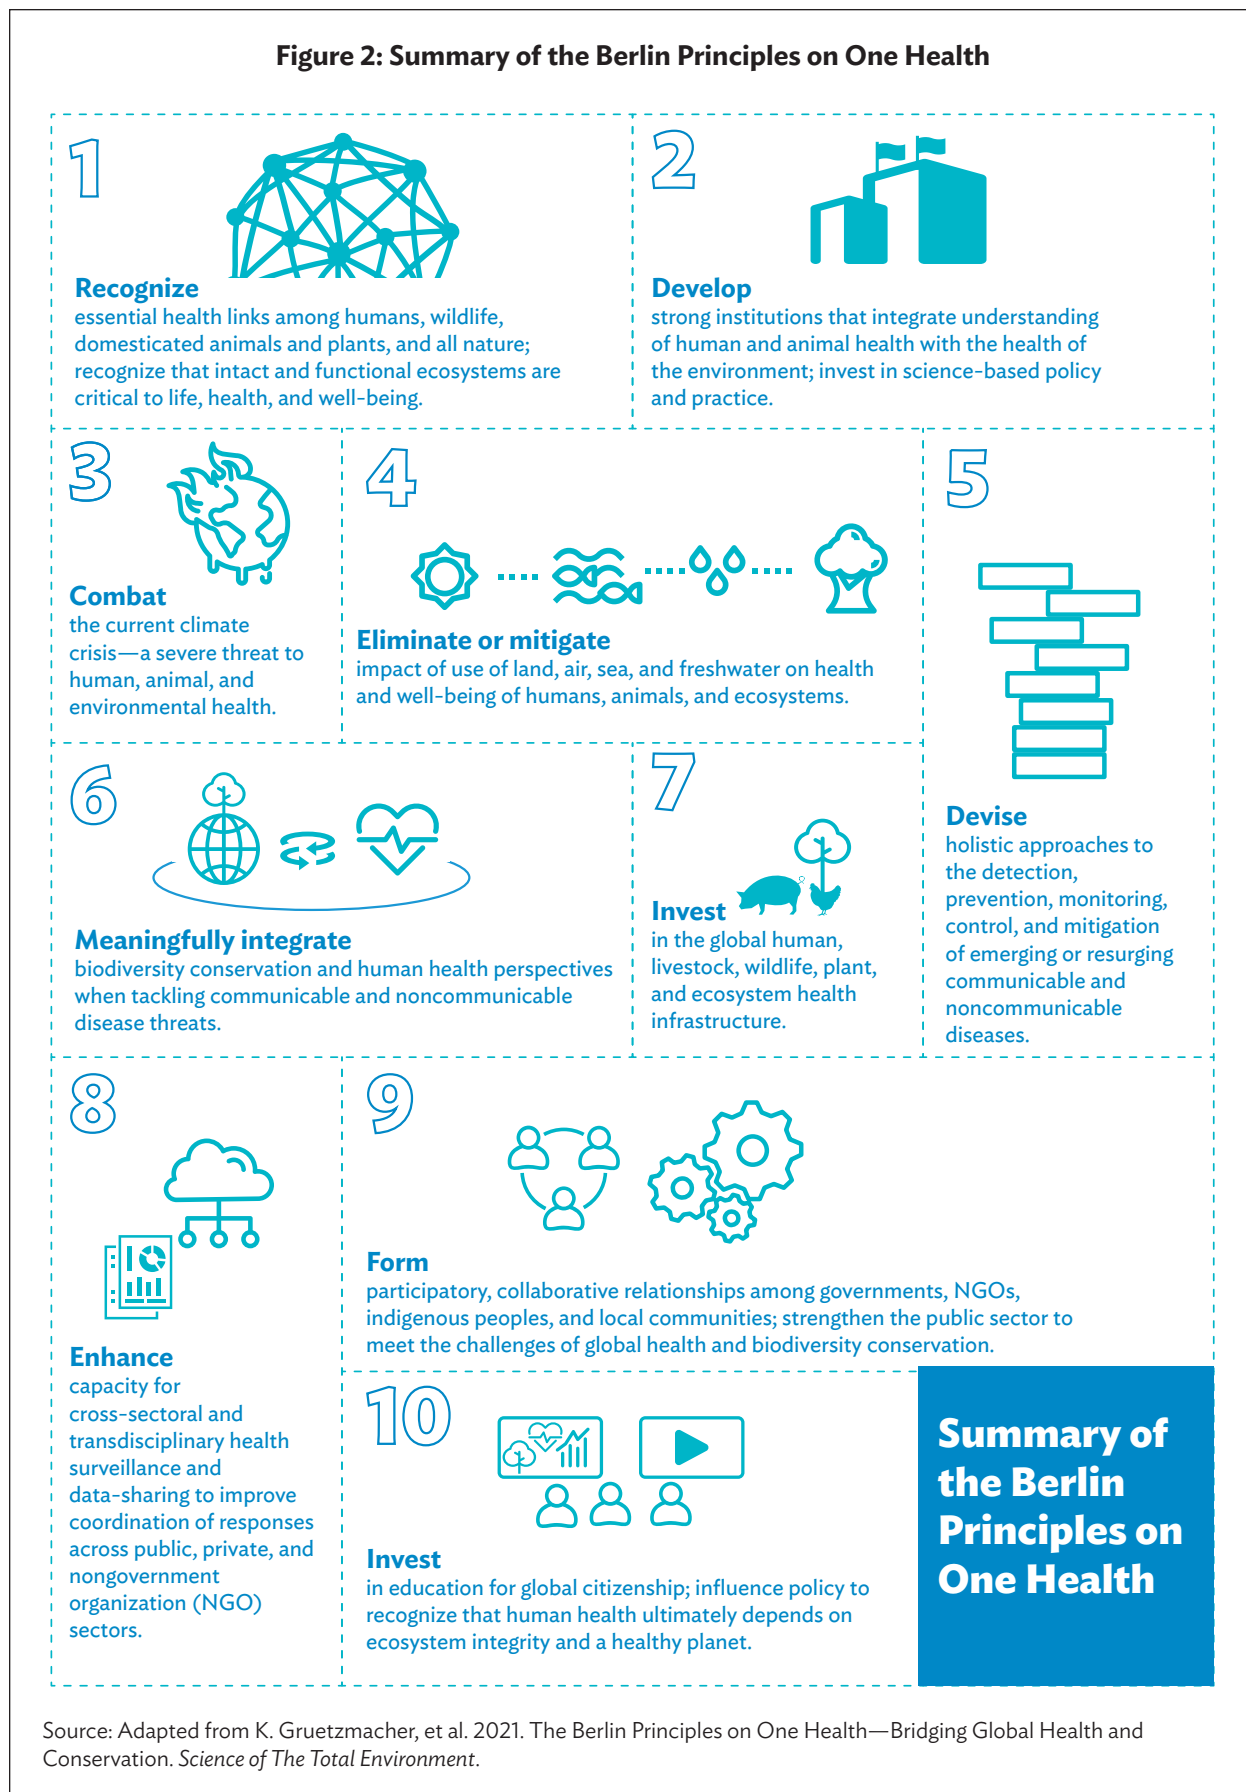 Figure 2: Summary of the Berlin Principles on One Health
1
Recognize
essential health links among humans, wildlife,
domesticated animals and plants, and all nature;
recognize that intact and functional ecosystems are
critical to life, health, and well-being.
2
Develop
strong institutions that integrate understanding
of human and animal health with the health of
the environment; invest in science-based policy
and practice.
3
Combat
the current climate
crisis—a severe threat to
human, animal, and
environmental health.
4
Eliminate or mitigate
impact of use of land, air, sea, and freshwater on health
and well-being of humans, animals, and ecosystems.
5
Devise
holistic approaches to
the detection,
prevention, monitoring,
control, and mitigation
of emerging or resurging
communicable and
noncommunicable
diseases.
6
Meaningfully integrate
biodiversity conservation and human health perspectives
when tackling communicable and noncommunicable
disease threats.
7
Invest
in the global human,
livestock, wildlife, plant,
and ecosystem health
infrastructure.
8
Enhance
capacity for
cross-sectoral and
transdisciplinary health
surveillance and
data-sharing to improve
coordination of responses
across public, private, and
nongovernment
organization (NGO)
sectors.
9
Form
participatory, collaborative relationships among governments, NGOs,
indigenous peoples, and local communities; strengthen the public sector to
meet the challenges of global health and biodiversity conservation.
10
Invest
in education for global citizenship; influence policy to
recognize that human health ultimately depends on
ecosystem integrity and a healthy planet.
Summary of
the Berlin
Principles on
One Health
Source: Adapted from K. Gruetzmacher, et al. 2021. The Berlin Principles on One Health—Bridging Global Health and
Conservation. Science of The Total Environment.